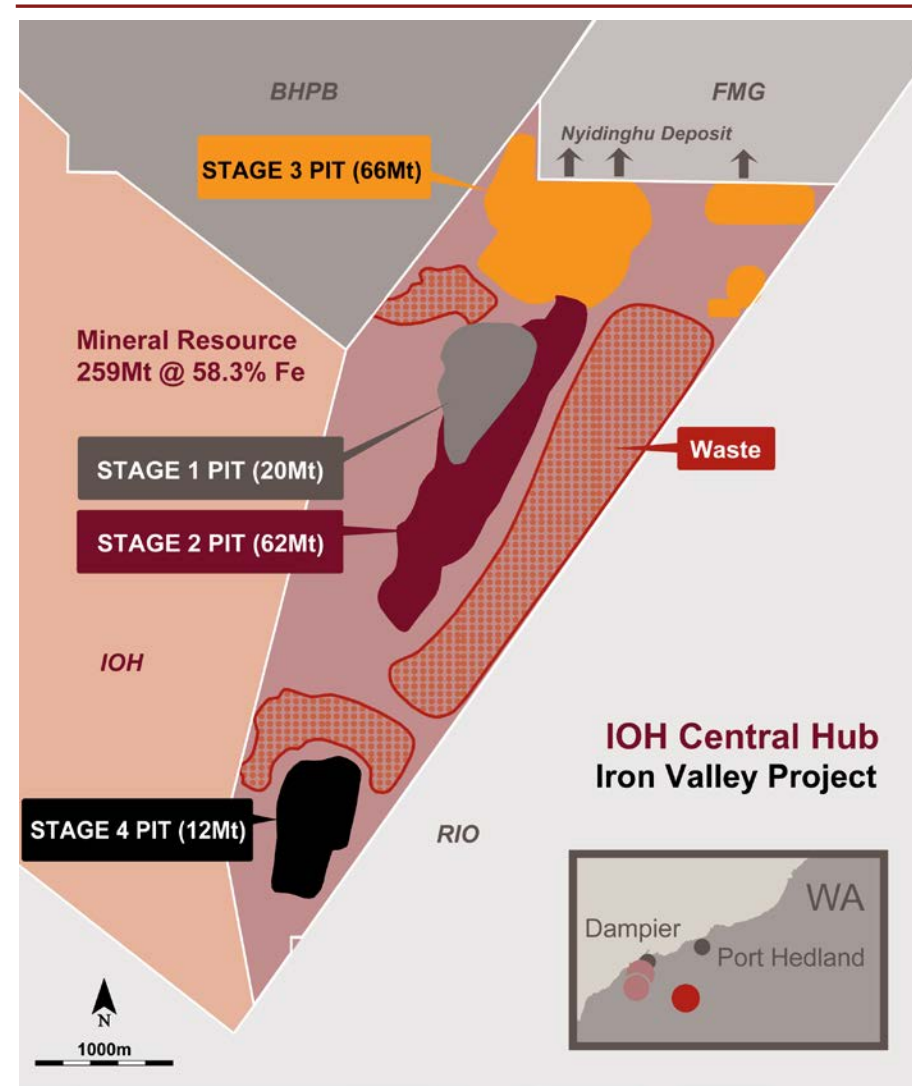 BHPB
FMG
Nyidinghu Deposit
STAGE 3 PIT (66Mt)
Mineral Resource
259Mt @ 58.3% Fe
STAGE 1 PIT (20Mt)
Waste
STAGE 2 PIT (62Mt)
IOH
IOH Central Hub
Iron Valley Project
STAGE 4 PIT (12Mt)
RIO
WA
Dampier
Port Hedland
N
1000m